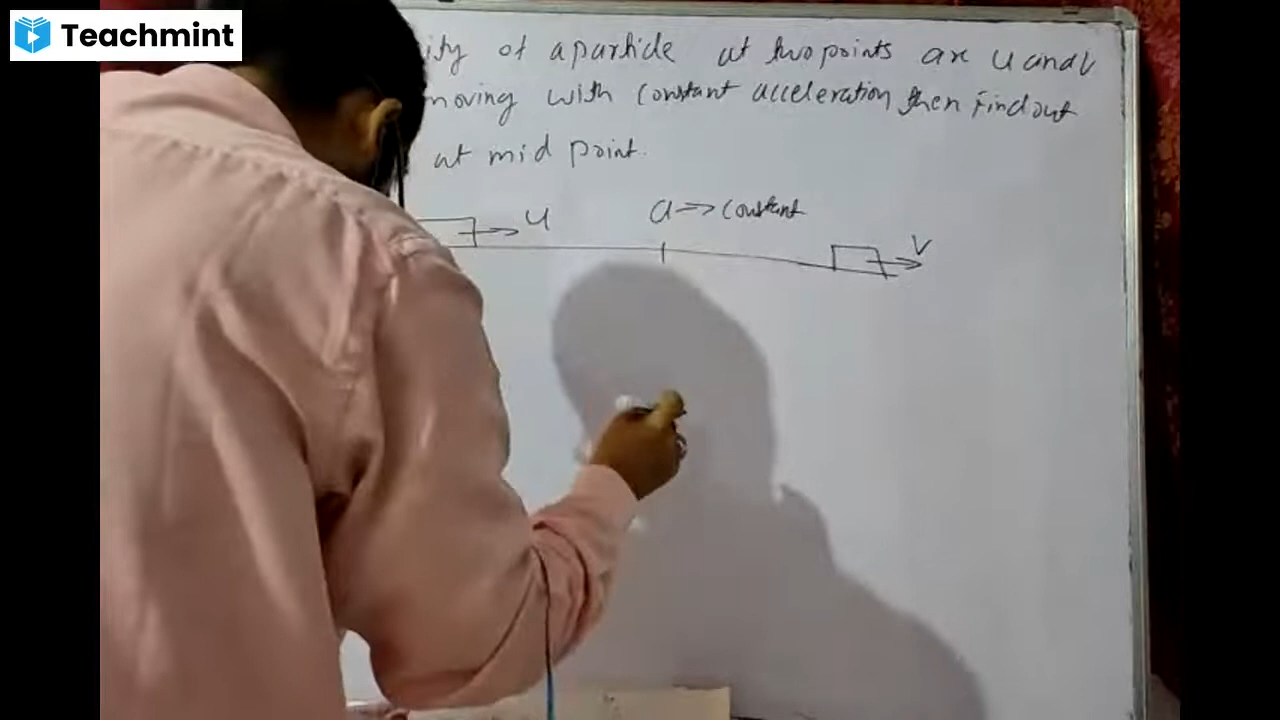 Teachmint
ity of a particle at two points are u and v
moving with constant acceleration then Find out
at mid point.
u a → constant
v